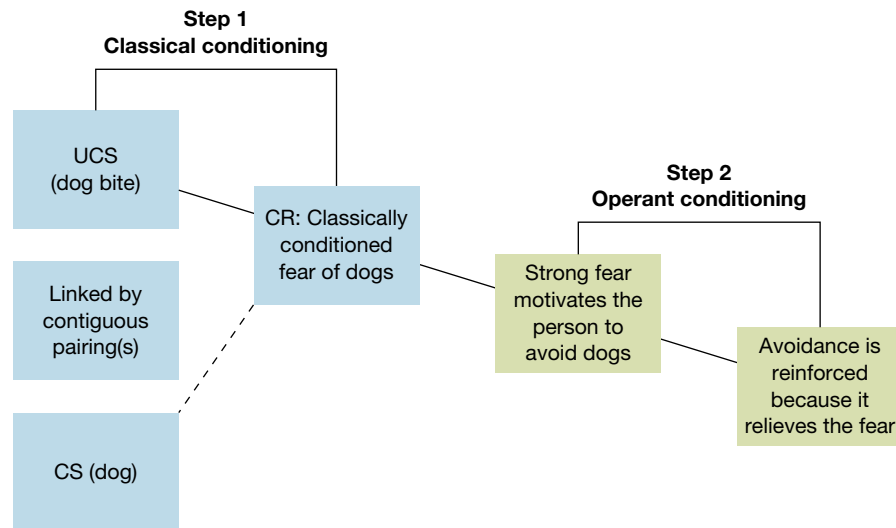 Step 1
Classical conditioning
UCS
(dog bite)
Linked by
contiguous
pairing(s)
CS (dog)
CR: Classically
conditioned
fear of dogs
Step 2
Operant conditioning
Strong fear
motivates the
person to
avoid dogs
Avoidance is
reinforced
because it
relieves the fear